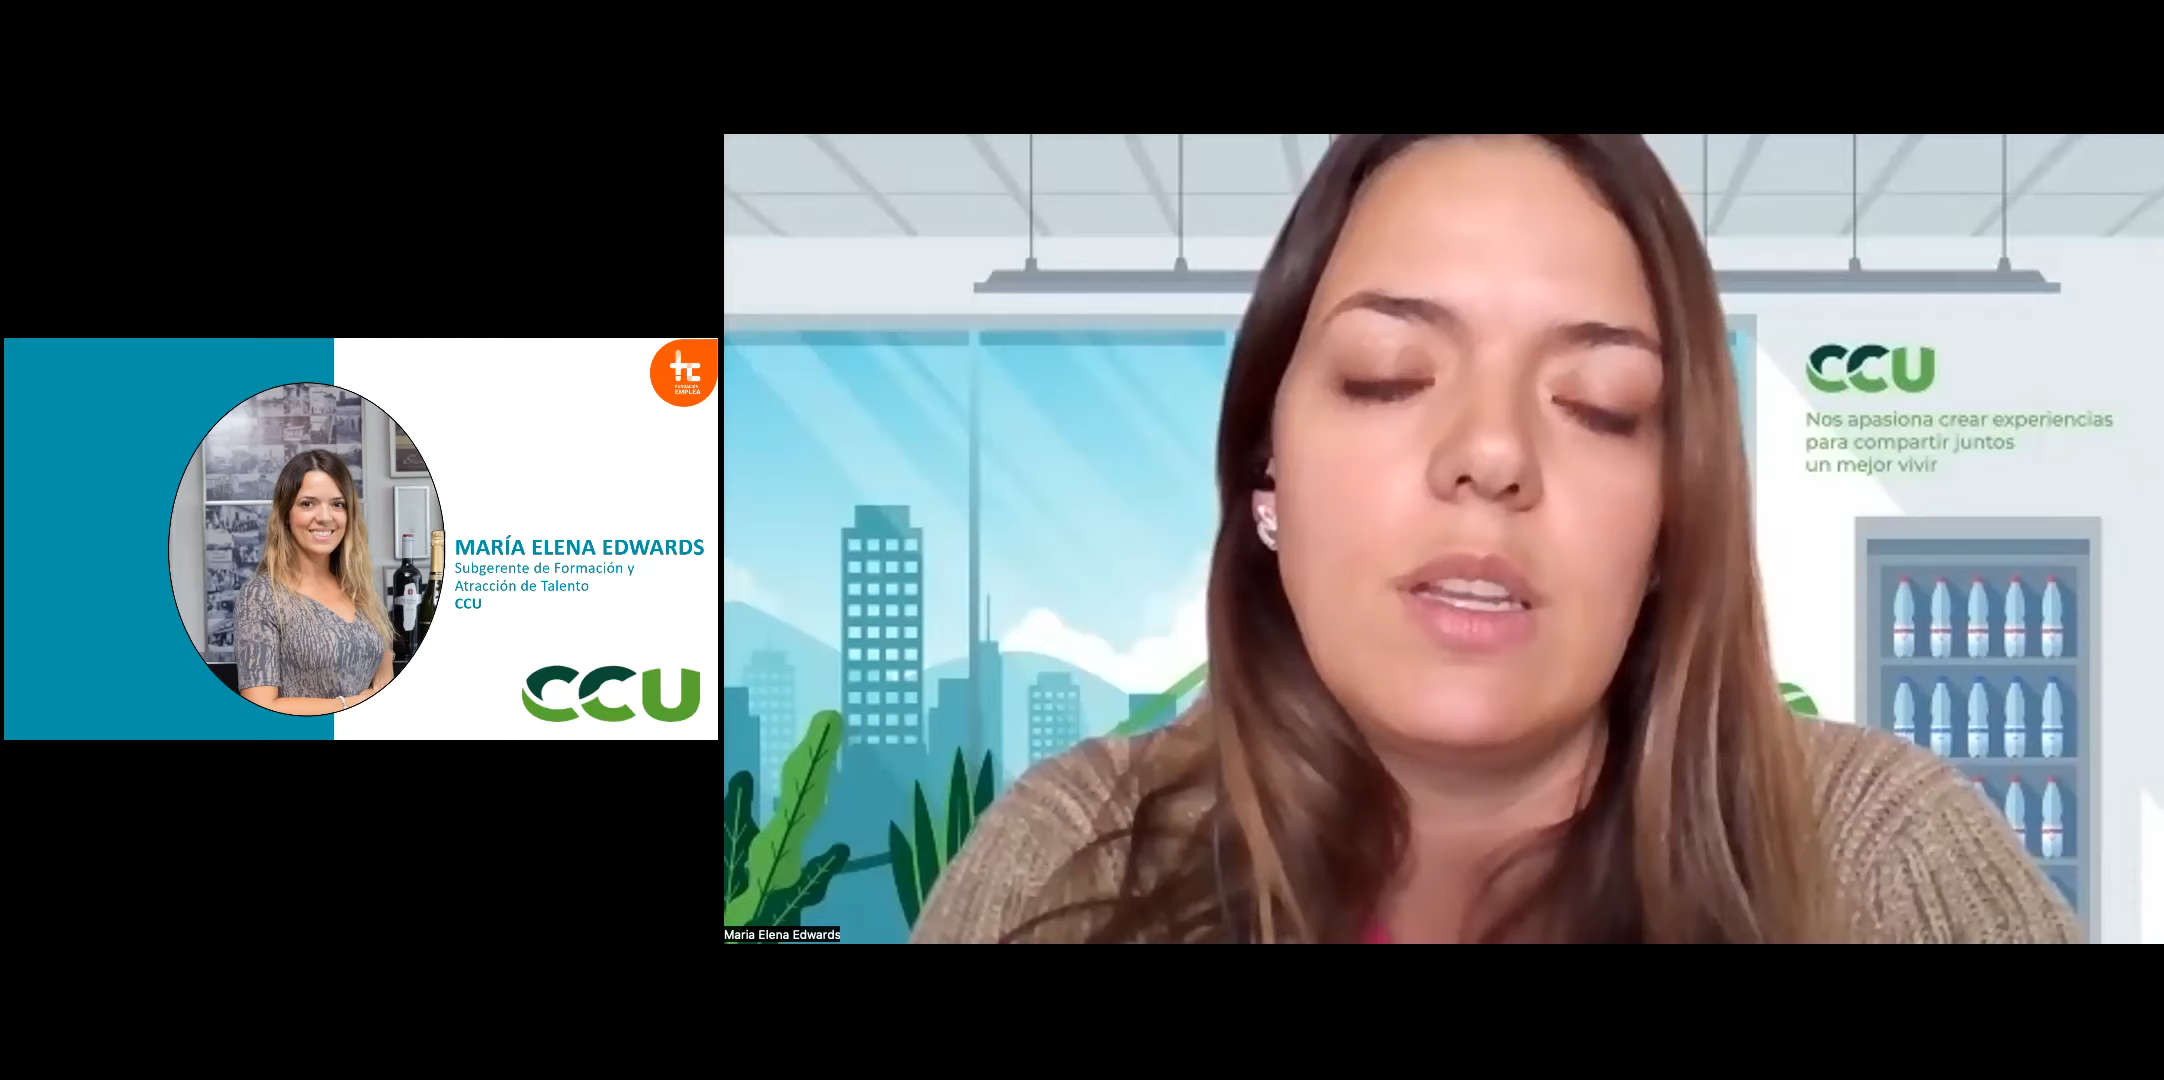 tc
FUNDACIÓN
EMPLEA
MARÍA ELENA EDWARDS
Subgerente de Formación y
Atracción de Talento
CCU
CCU
CCU
Nos apasiona crear experiencias
para compartir juntos
un mejor vivir
Maria Elena Edwards